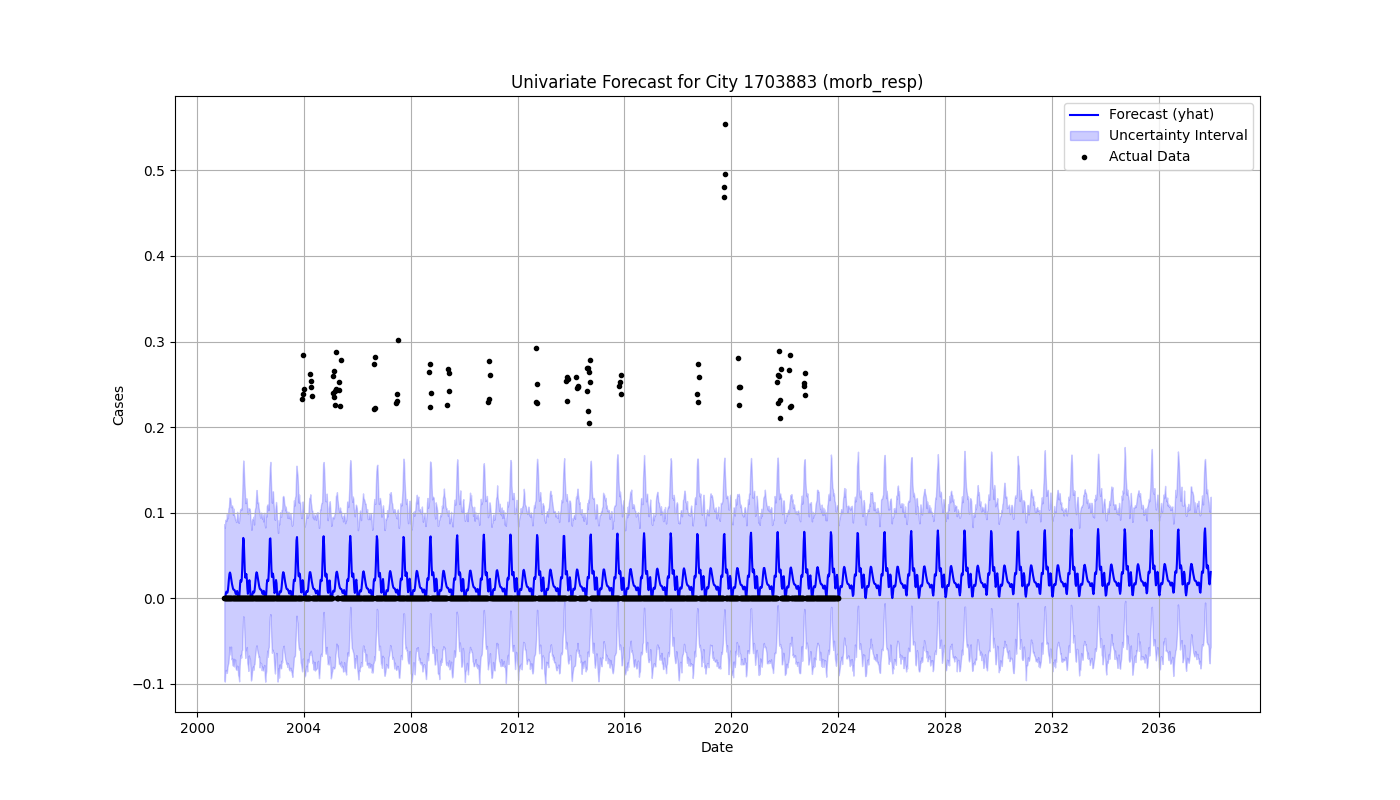 Univariate Forecast for City 1703883 (morb_resp)
Forecast (yhat)
Uncertainty Interval
Actual Data
Cases
0.5
0.4
0.3
0.2
0.1
0.0
−0.1
2000 2004 2008 2012 2016 2020 2024 2028 2032 2036
Date